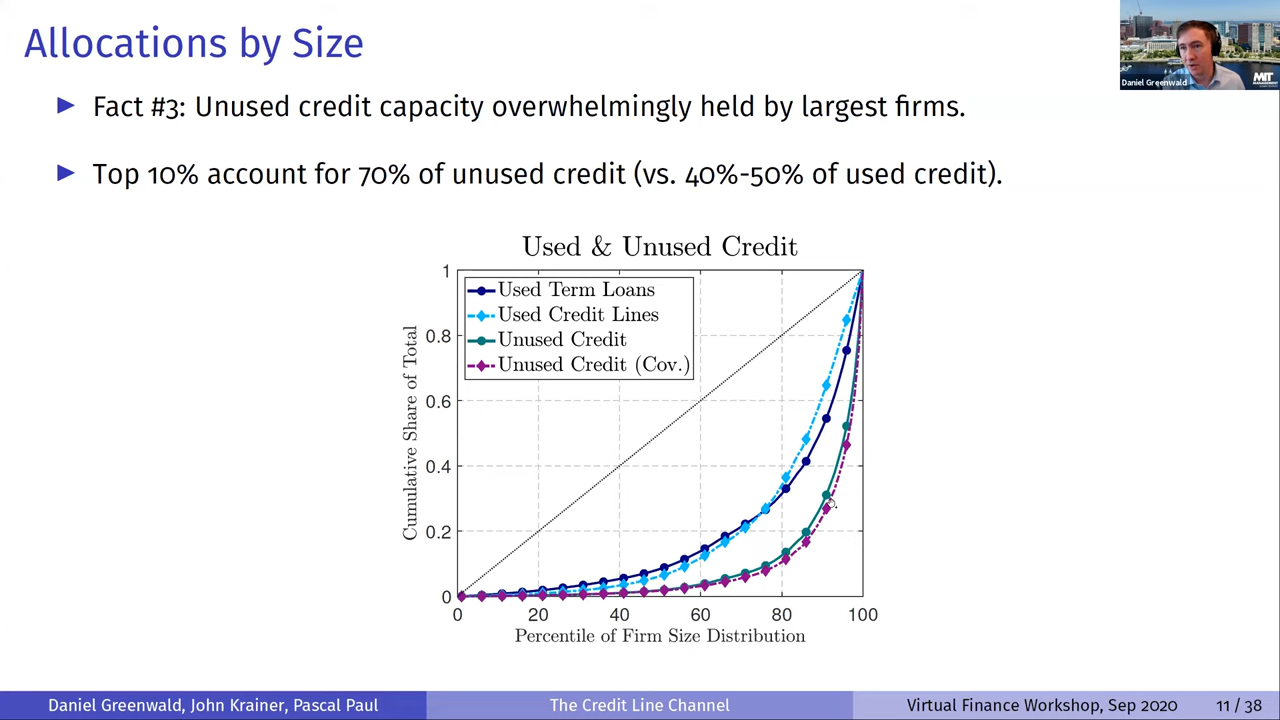 Allocations by Size
Daniel Greenwald
MIT
MANAGEMENT
▶ Fact #3: Unused credit capacity overwhelmingly held by largest firms.
▶ Top 10% account for 70% of unused credit (vs. 40%-50% of used credit).
Used & Unused Credit
Used Term Loans
Used Credit Lines
Unused Credit
Unused Credit (Cov.)
Cumulative Share of Total
1
0.8
0.6
0.4
0.2
0
0 20 40 60 80 100
Percentile of Firm Size Distribution
Daniel Greenwald, John Krainer, Pascal Paul
The Credit Line Channel
Virtual Finance Workshop, Sep 2020
11 / 38